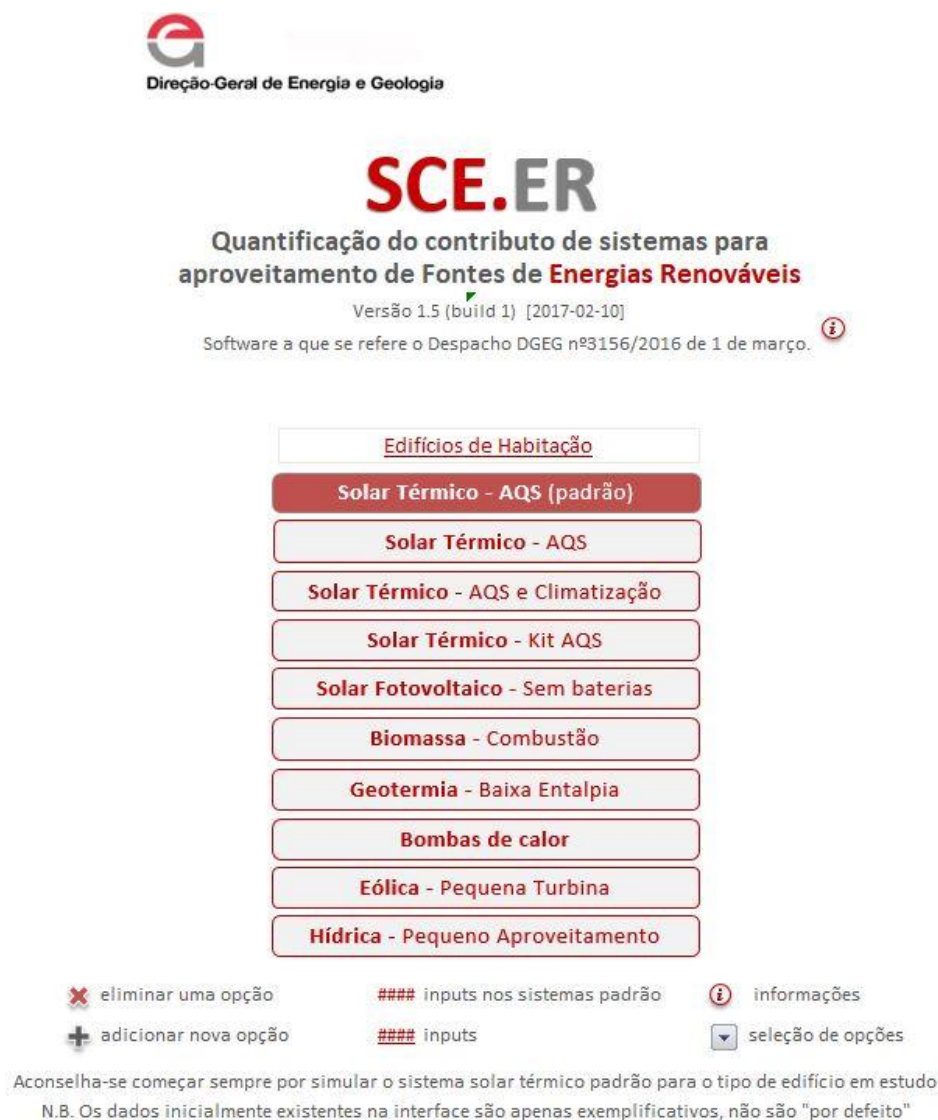 Direção-Geral de Energia e Geologia
SCE.ER
Quantificação do contributo de sistemas para
aproveitamento de Fontes de Energias Renováveis
Versão 1.5 (build 1) [2017-02-10]
Software a que se refere o Despacho DGEG nº3156/2016 de 1 de março.
Edifícios de Habitação
Solar Térmico - AQS (padrão)
Solar Térmico - AQS
Solar Térmico - AQS e Climatização
Solar Térmico - Kit AQS
Solar Fotovoltaico - Sem baterias
Biomassa - Combustão
Geotermia - Baixa Entalpia
Bombas de calor
Eólica - Pequena Turbina
Hídrica - Pequeno Aproveitamento
eliminar uma opção #### inputs nos sistemas padrão i informações
adicionar nova opção #### inputs seleção de opções
Aconselha-se começar sempre por simular o sistema solar térmico padrão para o tipo de edifício em estudo
N.B. Os dados inicialmente existentes na interface são apenas exemplificativos, não são "por defeito"